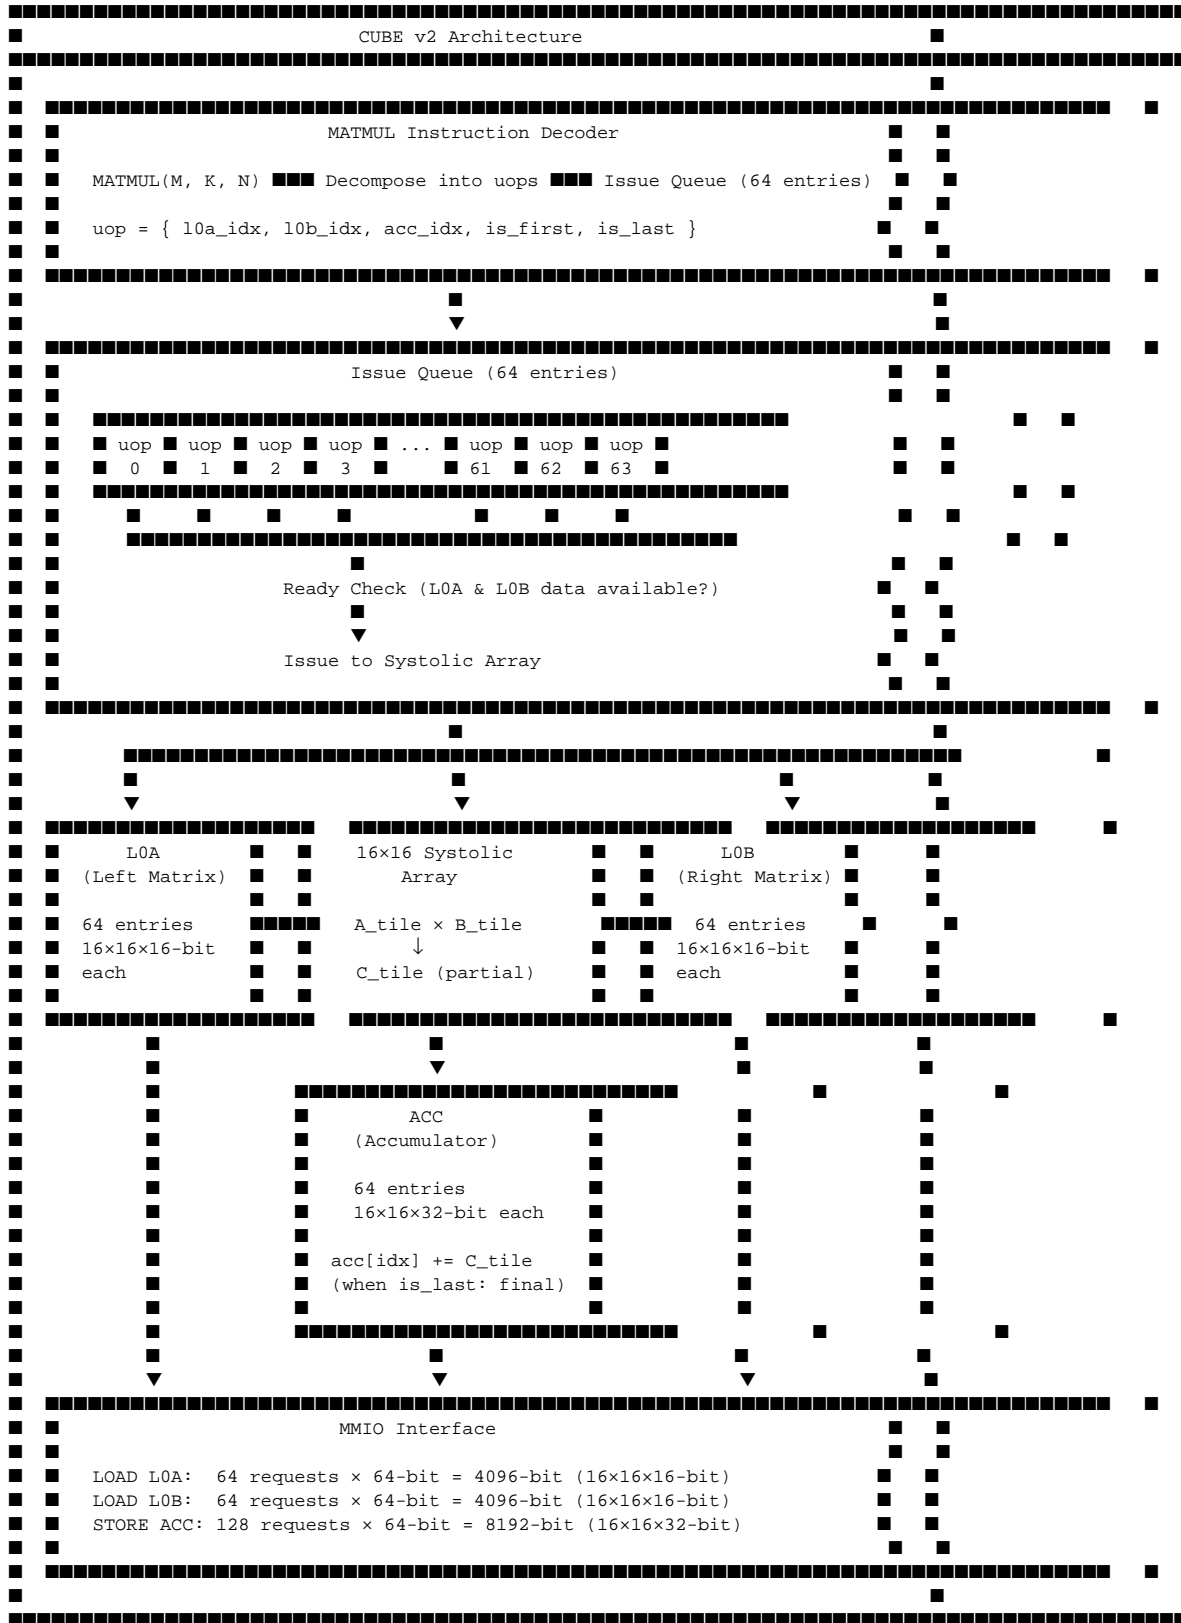 CUBE v2 Architecture
MATMUL Instruction Decoder
MATMUL(M, K, N) ■■■ Decompose into uops ■■■ Issue Queue (64 entries)
uop = { l0a_idx, l0b_idx, acc_idx, is_first, is_last }
Issue Queue (64 entries)
uop uop uop uop ... uop uop uop
0 1 2 3 61 62 63
Ready Check (L0A & L0B data available?)
Issue to Systolic Array
L0A 16×16 Systolic L0B
(Left Matrix) Array (Right Matrix)
64 entries A_tile × B_tile 64 entries
16×16×16-bit ↓ 16×16×16-bit
each C_tile (partial) each
ACC
(Accumulator)
64 entries
16×16×32-bit each
acc[idx] += C_tile
(when is_last: final)
MMIO Interface
LOAD L0A: 64 requests × 64-bit = 4096-bit (16×16×16-bit)
LOAD L0B: 64 requests × 64-bit = 4096-bit (16×16×16-bit)
STORE ACC: 128 requests × 64-bit = 8192-bit (16×16×32-bit)